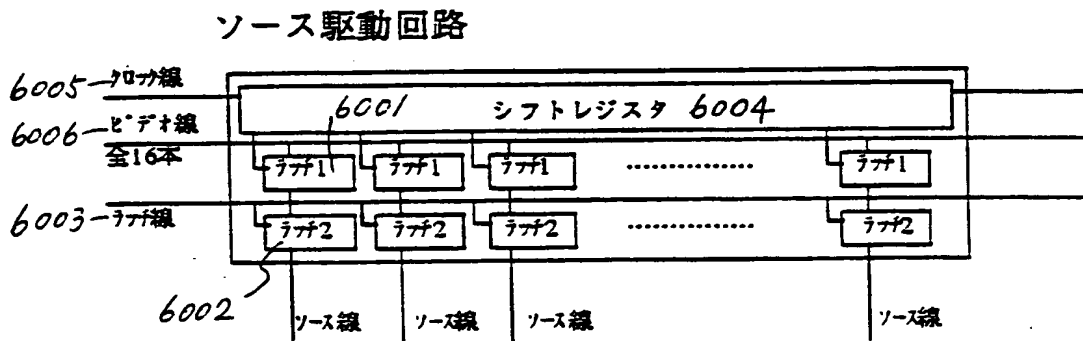 ソース駆動回路
6005 クロック線
6001 シフトレジスタ 6004
6006 ビデオ線
全16本
ラッチ1 ラッチ1 ラッチ1 ラッチ1
6003 ラッチ線
ラッチ2 ラッチ2 ラッチ2 ラッチ2
6002
ソース線 ソース線 ソース線 ソース線